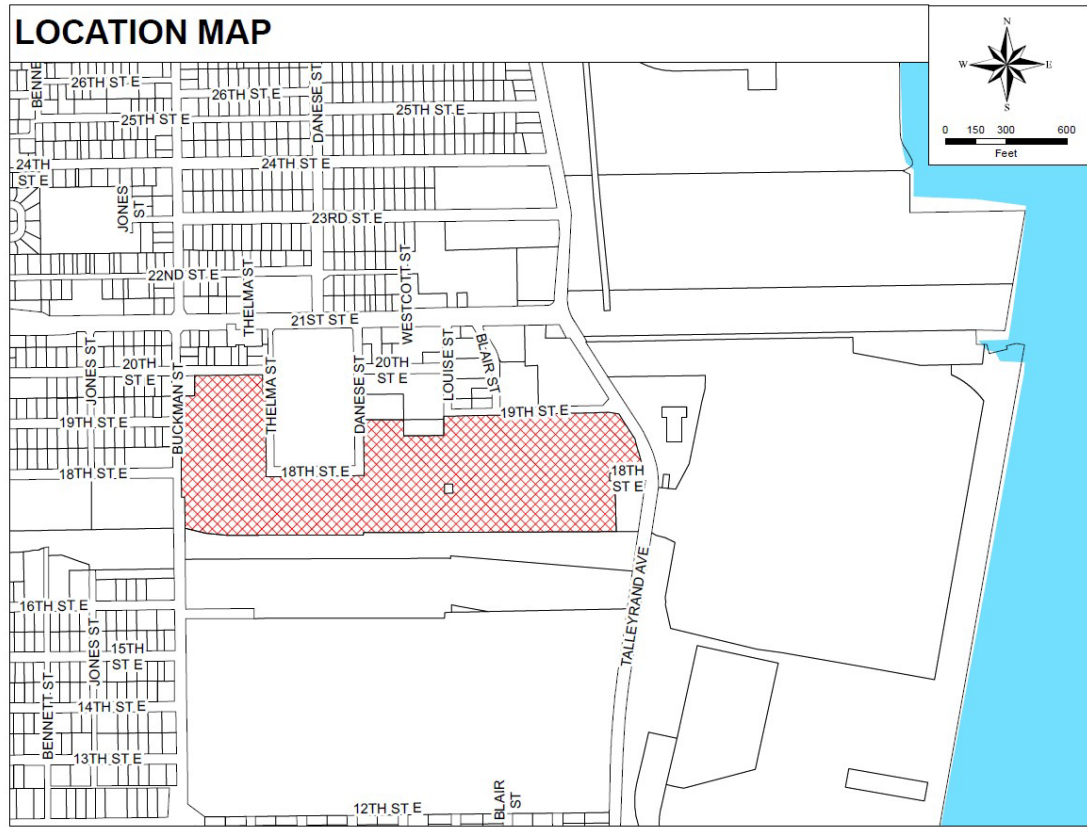 LOCATION MAP
N
W
E
S
0 150 300 600
Feet
BENNE
26TH ST E
26TH ST E
DANESE ST
25TH ST E
25TH ST E
24TH
ST E
24TH ST E
JONES
ST
23RD ST E
22ND ST E
THELMA ST
WESTCOTT ST
21ST ST E
JONES ST
20TH
ST E
BUCKMAN ST
THELMA ST
DANESE ST
20TH
ST E
LOUISE ST
BLAIR ST
19TH ST E
19TH ST E
18TH ST E
18TH ST E
18TH
ST E
TALLEYRAND AVE
16TH ST E
JONES ST
15TH
ST E
BENNETT ST
14TH ST E
13TH ST E
12TH ST E
BLAIR
ST